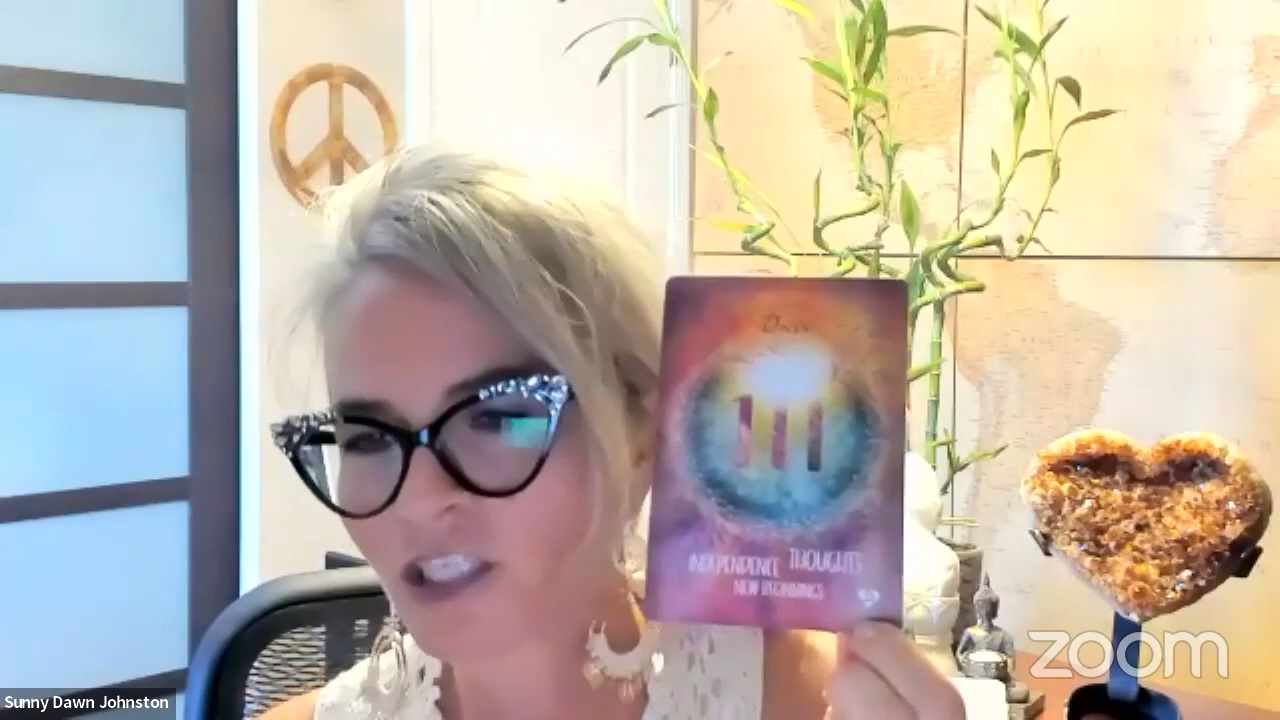 111
INDEPENDENCE THOUGHTS
NEW BEGINNINGS
zoom
Sunny Dawn Johnston